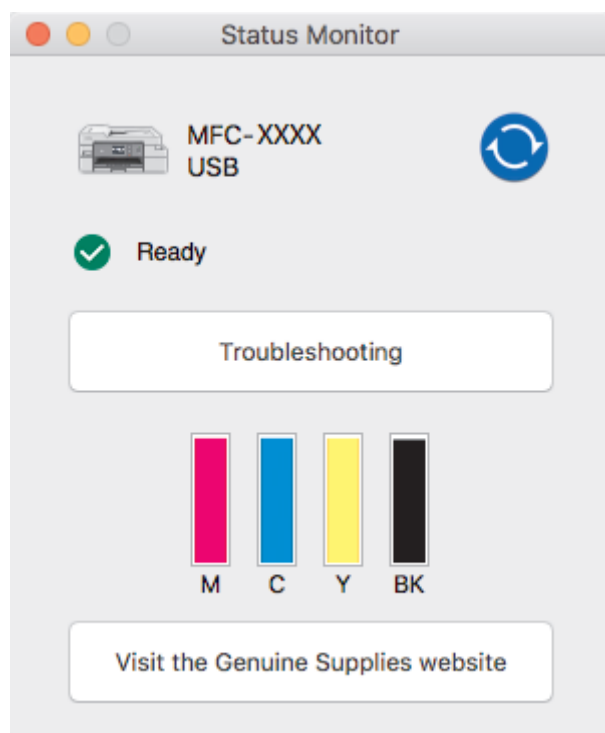 Status Monitor
MFC-XXXX
USB
Ready
Troubleshooting
M C Y BK
Visit the Genuine Supplies website